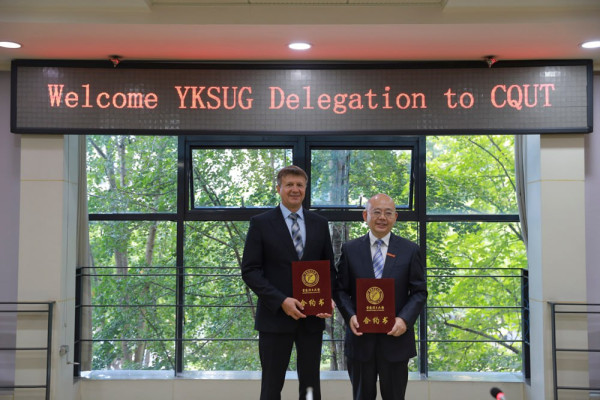 Welcome YKSUG Delegation to CQUT
合约书
合约书